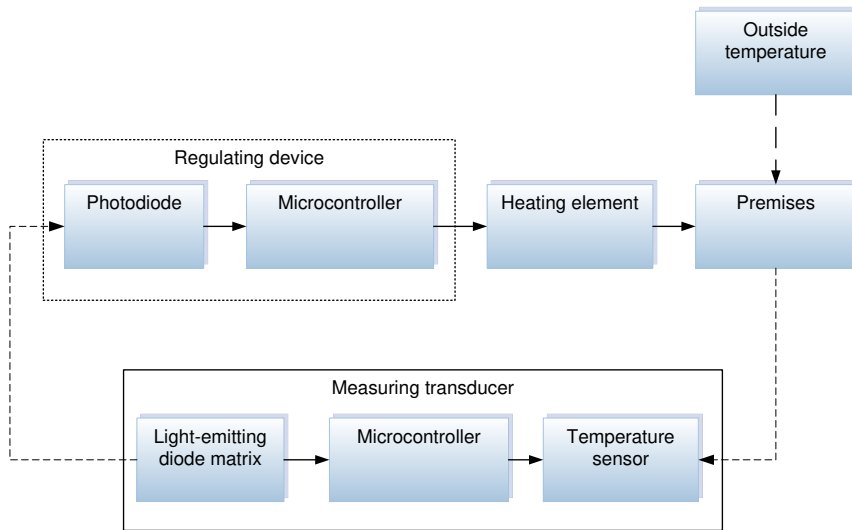 Outside
temperature
Regulating device
Photodiode
Microcontroller
Heating element
Premises
Measuring transducer
Light-emitting
diode matrix
Microcontroller
Temperature
sensor